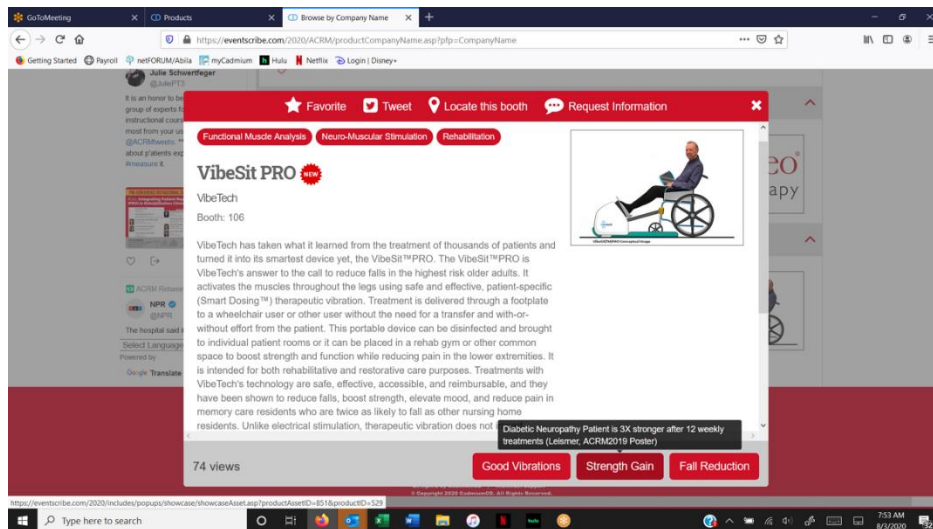 GoToMeeting
Products
Browse by Company Name
https://eventscribe.com/2020/ACRM/productCompanyName.asp?pfp=CompanyName
Getting Started Payroll netFORUM/Abila myCadmium Hulu Netflix Login | Disney+
Julie Schwertfeger
@JuliePT3
It is an honor to be
group of experts fo
instructional cours
most from your us
@ACRMtweets
about patients exp
#measure it.
Favorite Tweet Locate this booth Request Information
Functional Muscle Analysis Neuro-Muscular Stimulation Rehabilitation
VibeSit PRO NEW
VibeTech
Booth: 106
VibeTech has taken what it learned from the treatment of thousands of patients and
turned it into its smartest device yet, the VibeSit™PRO. The VibeSit™PRO is
VibeTech's answer to the call to reduce falls in the highest risk older adults. It
activates the muscles throughout the legs using safe and effective, patient-specific
(Smart Dosing™) therapeutic vibration. Treatment is delivered through a footplate
to a wheelchair user or other user without the need for a transfer and with-or-
without effort from the patient. This portable device can be disinfected and brought
to individual patient rooms or it can be placed in a rehab gym or other common
space to boost strength and function while reducing pain in the lower extremities. It
is intended for both rehabilitative and restorative care purposes. Treatments with
VibeTech's technology are safe, effective, accessible, and reimbursable, and they
have been shown to reduce falls, boost strength, elevate mood, and reduce pain in
memory care residents who are twice as likely to fall as other nursing home
residents. Unlike electrical stimulation, therapeutic vibration does not
Diabetic Neuropathy Patient is 3X stronger after 12 weekly
treatments (Leismer, ACRM2019 Poster)
74 views
Good Vibrations Strength Gain Fall Reduction
eo
apy
NPR
@NPR
The hospital said
Select Language
Powered by
Google Translate
© Copyright 2020 CadmiumCD. All Rights Reserved.
https://eventscribe.com/2020/includes/popups/showcase/showcaseAsset.asp?productAssetID=851&productID=529
Type here to search
hulu
7:53 AM
8/3/2020